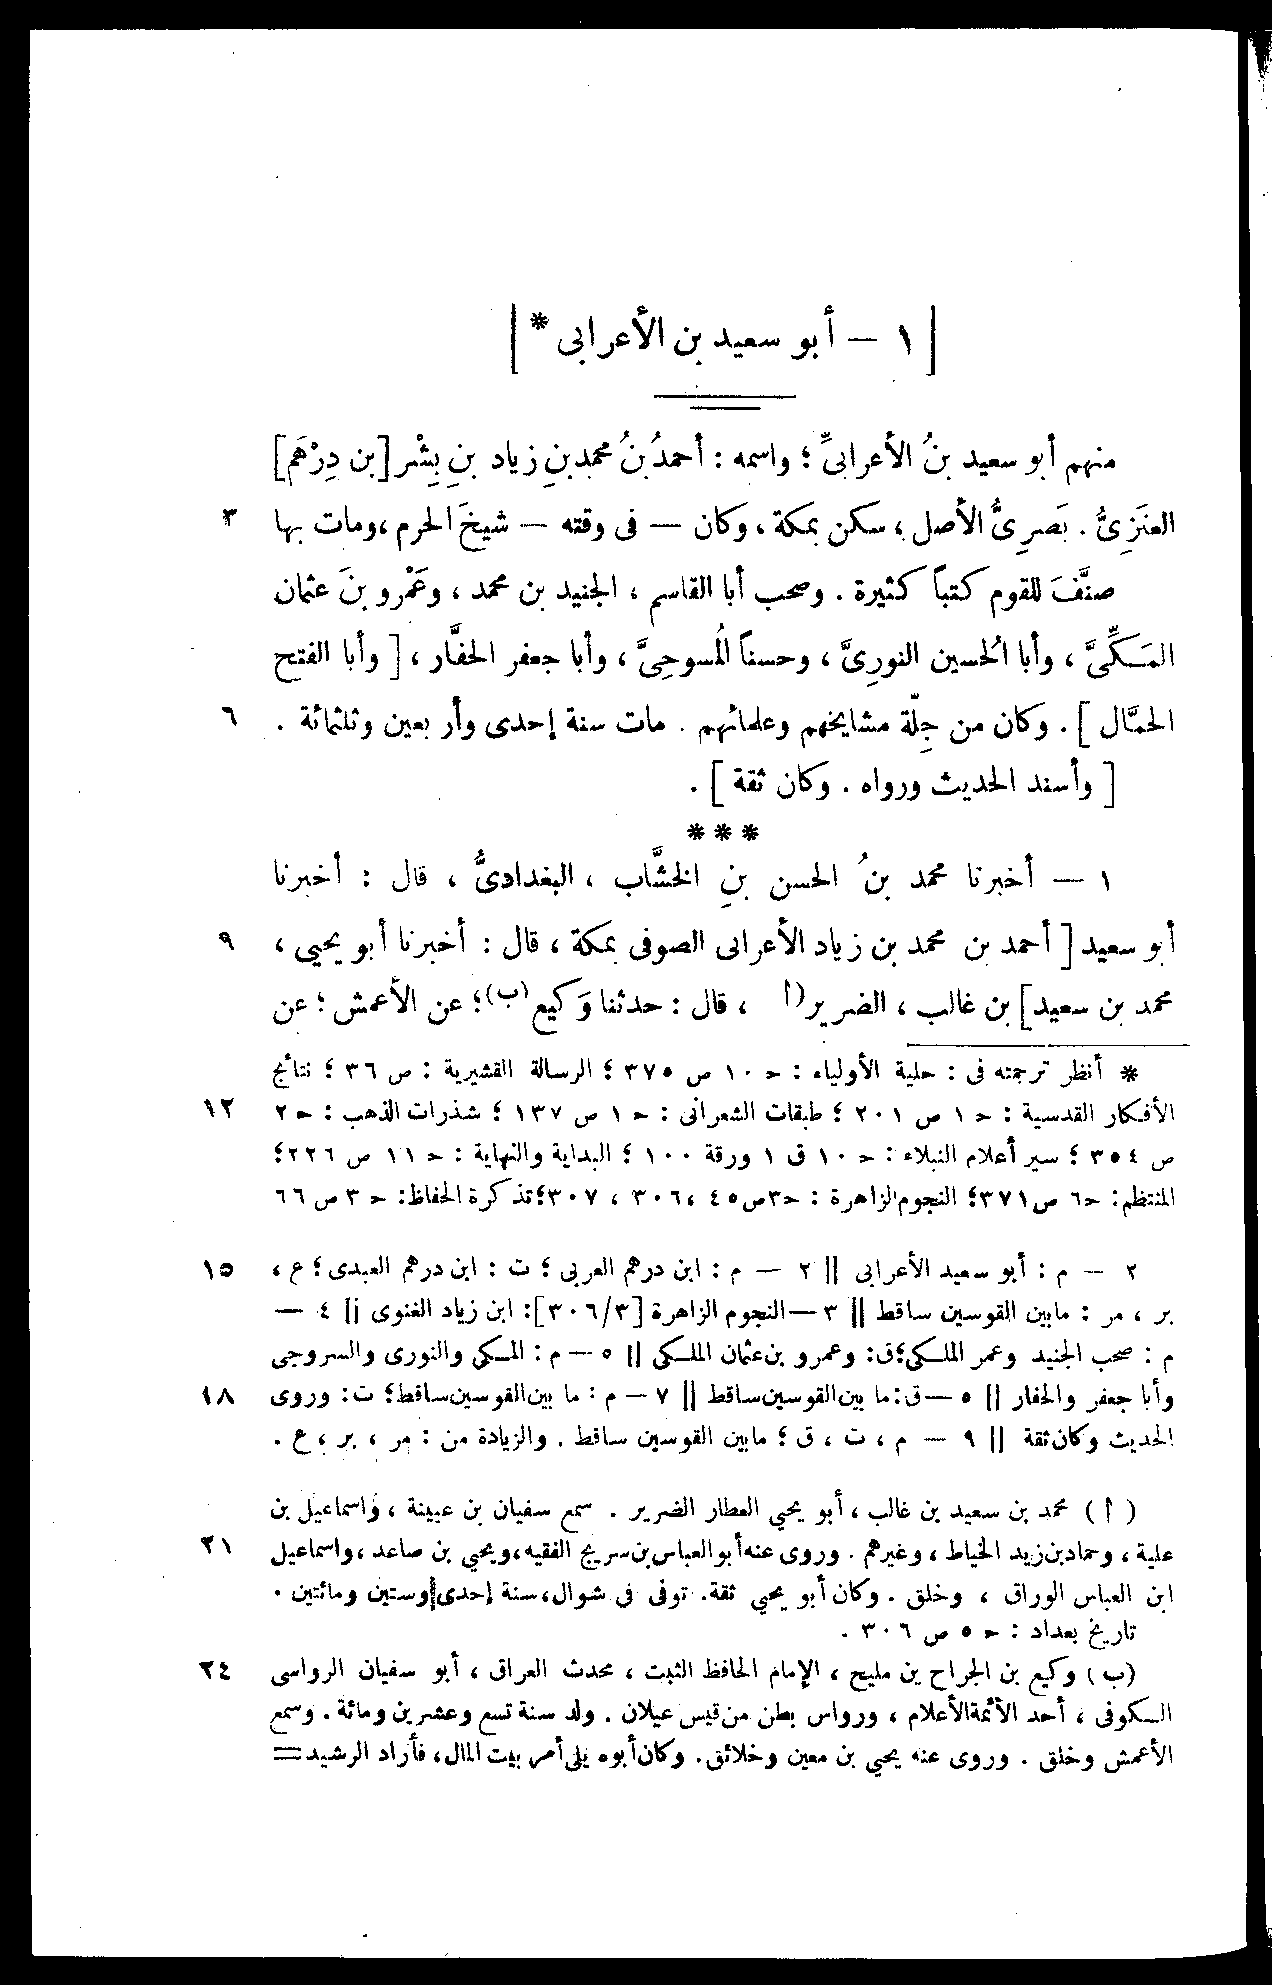 [ ١ — أبو سعيد بن الأعرابى * ]
منهم أبو سعيد بنُ الأعرابىِّ ؛ واسمه : أحمدُ بنُ محمد بنِ زياد بنِ بِشْر [ بن دِرْهَم ]
العنَزِىُّ . بَصرِىُّ الأصل ، سكن بمكة ، وكان — فى وقته — شيخَ الحرم ، ومات بها ٣
صنَّفَ للقوم كتباً كثيرة . وصحب أبا القاسم ، الجنيد بن محمد ، وعَمْرو بنَ عثمان
المَكِّىَّ ، وأبا الحُسين النورِىَّ ، وحسناً المُسوحِىَّ ، وأبا جعفر الحفَّار ، [ وأبا الفتح
الحمَّال ] . وكان من جِلّة مشايخهم وعلمائهم . مات سنة إحدى وأربعين وثلثمائة . ٦
[ وأسند الحديث ورواه . وكان ثقة ] .
* * *
١ — أخبرنا محمد بنُ الحسن بنِ الخشَّاب ، البغدادىُّ ، قال : أخبرنا
أبو سعيد [ أحمد بن محمد بن زياد الأعرابى الصوفى بمكة ، قال : أخبرنا أبو يحيى ، ٩
محمد بن سعيد ] بن غالب ، الضرير (أ ، قال : حدثنا وَكيع (ب) ؛ عن الأعمش ؛ عن
* أنظر ترجمته فى : حلية الأولياء : حـ ١٠ ص ٣٧٥ ؛ الرسالة القشيرية : ص ٣٦ ؛ نتائج
الأفكار القدسية : حـ ١ ص ٢٠١ ؛ طبقات الشعرانى : حـ ١ ص ١٣٧ ؛ شذرات الذهب : حـ ٢ ١٢
ص ٣٥٤ ؛ سير أعلام النبلاء : حـ ١٠ ق ١ ورقة ١٠٠ ؛ البداية والنهاية : حـ ١١ ص ٢٢٦ ؛
المنتظم : حـ ٦ ص ٣٧١ ؛ النجوم الزاهرة : حـ ٣ ص ٤٥ ، ٣٠٦ ، ٣٠٧ ؛ تذكرة الحفاظ : حـ ٣ ص ٦٦
٢ — م : أبو سعيد الأعرابى || ٢ — م : ابن درهم العربى ؛ ت : ابن درهم العبدى ؛ ع ، ١٥
بر ، مر : مابين القوسين ساقط || ٣ — النجوم الزاهرة [ ٣٠٦/٣ ] : ابن زياد الغنوى || ٤ —
م : صحب الجنيد وعمر الملكى ؛ ق : وعمرو بن عثمان الملكى || ٥ — م : المكى والنورى والسروجى
وأبا جعفر والحفار || ٥ — ق : ما بين القوسين ساقط || ٧ — م : ما بين القوسين ساقط ؛ ت : وروى ١٨
الحديث وكان ثقة || ٩ — م ، ت ، ق ؛ مابين القوسين ساقط . والزيادة من : مر ، بر ، ع .
( أ ) محمد بن سعيد بن غالب ، أبو يحيي العطار الضرير . سمع سفيان بن عيينة ، واسماعيل بن
علية ، وحماد بن زيد الخياط ، وغيرهم . وروى عنه أبو العباس بن سريج الفقيه ، ويحيي بن صاعد ، واسماعيل ٢١
ابن العباس الوراق ، وخلق . وكان أبو يحيي ثقة . توفى فى شوال ، سنة إحدى وستين ومائتين .
تاريخ بعداد : حـ ٥ ص ٣٠٦ .
(ب) وكيع بن الجراح بن مليح ، الإمام الحافظ الثبت ، محدث العراق ، أبو سفيان الرواسى ٢٤
السكوفى ، أحد الأئمة الأعلام ، ورواس بطن من قيس عيلان . ولد سنة تسع وعشرين ومائة . وسمع
الأعمش وخلق . وروى عنه يحيي بن معين وخلائق . وكان أبوه يلى أمر بيت المال ، فأراد الرشيد =